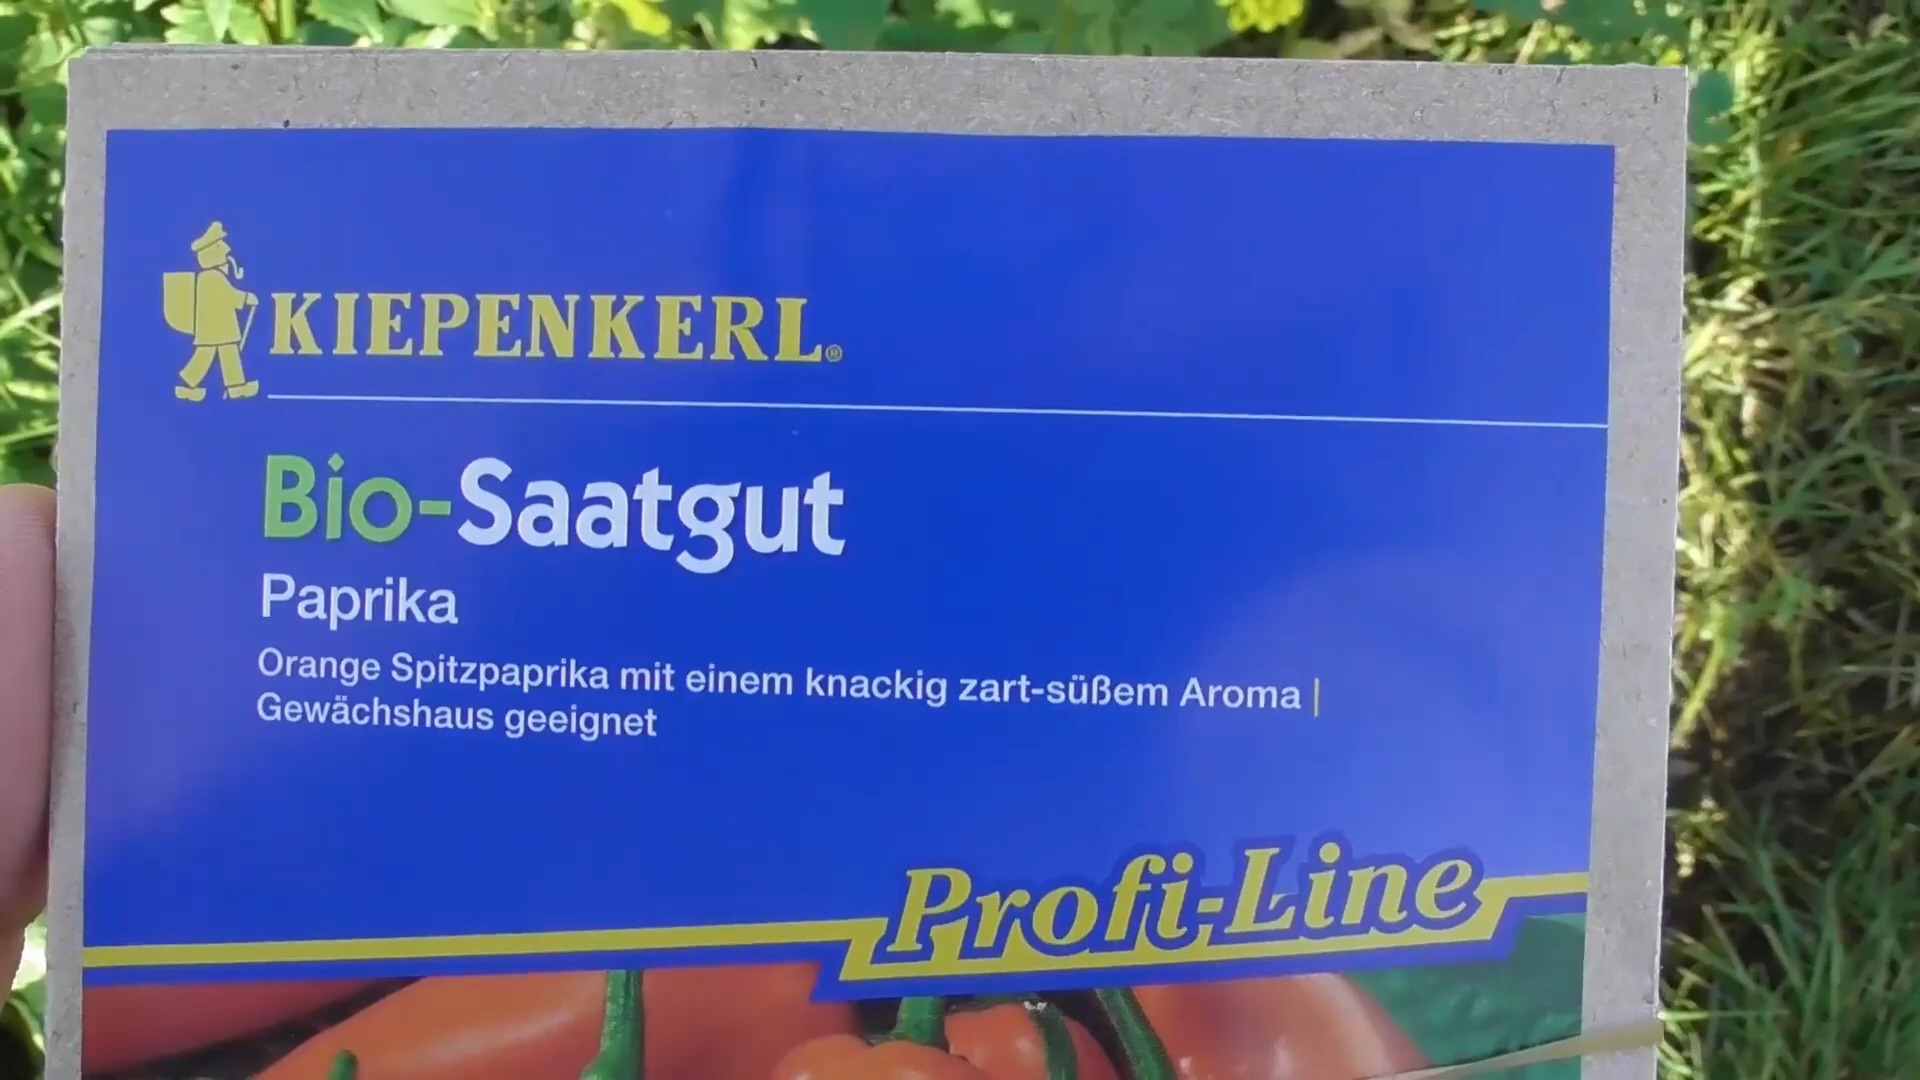 KIEPENKERL®
Bio-Saatgut
Paprika
Orange Spitzpaprika mit einem knackig zart-süßem Aroma |
Gewächshaus geeignet
Profi-Line